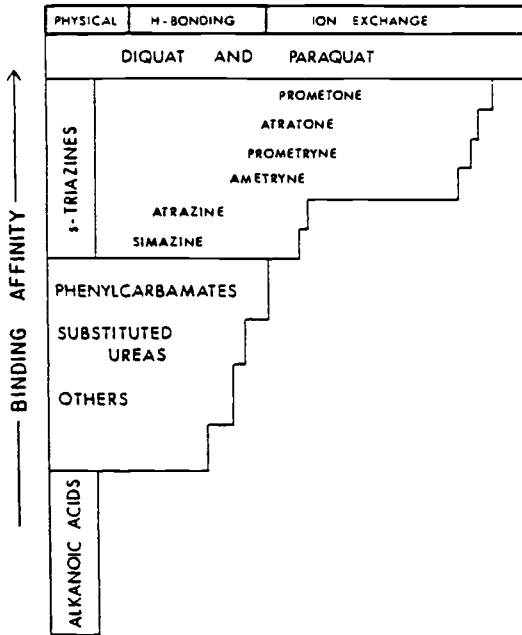 PHYSICAL H-BONDING ION EXCHANGE
DIQUAT AND PARAQUAT
BINDING AFFINITY
s-TRIAZINES
PROMETONE
ATRATONE
PROMETRYNE
AMETRYNE
ATRAZINE
SIMAZINE
PHENYLCARBAMATES
SUBSTITUTED
UREAS
OTHERS
ALKANOIC ACIDS